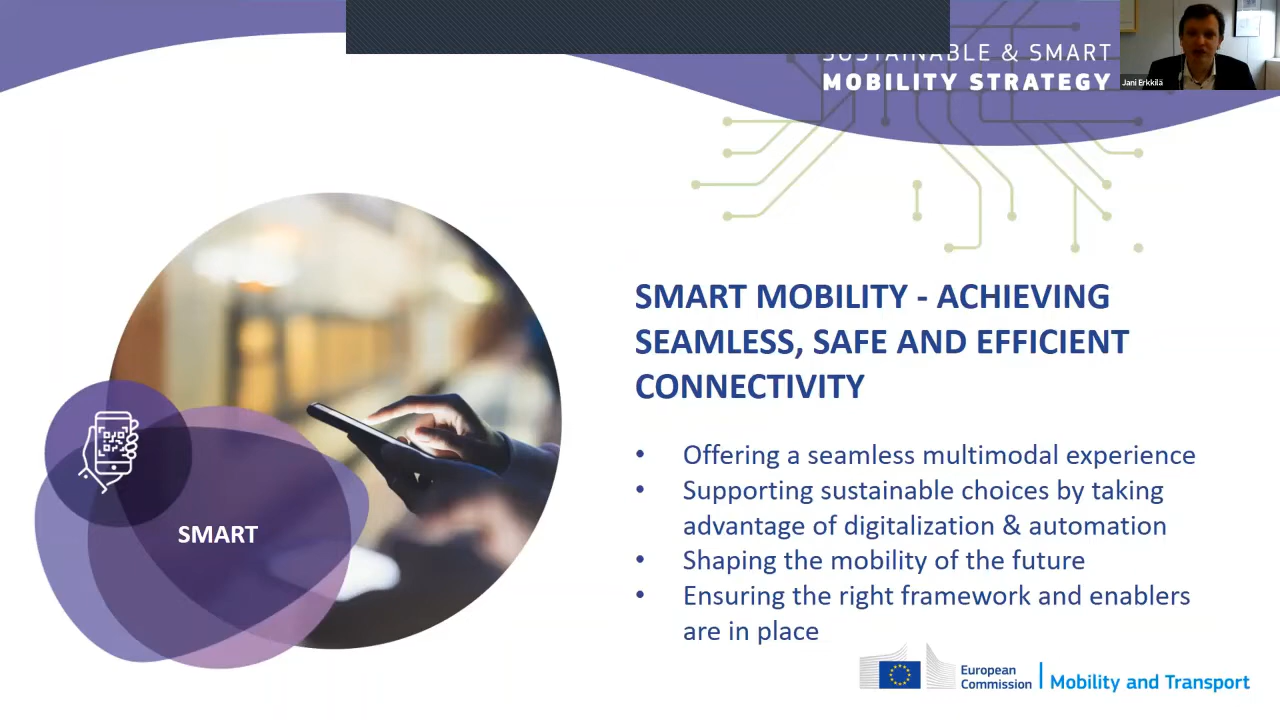 SUSTAINABLE & SMART
MOBILITY STRATEGY
Jani Erkkilä
SMART MOBILITY - ACHIEVING
SEAMLESS, SAFE AND EFFICIENT
CONNECTIVITY
• Offering a seamless multimodal experience
• Supporting sustainable choices by taking
advantage of digitalization & automation
• Shaping the mobility of the future
• Ensuring the right framework and enablers
are in place
SMART
European
Commission
Mobility and Transport